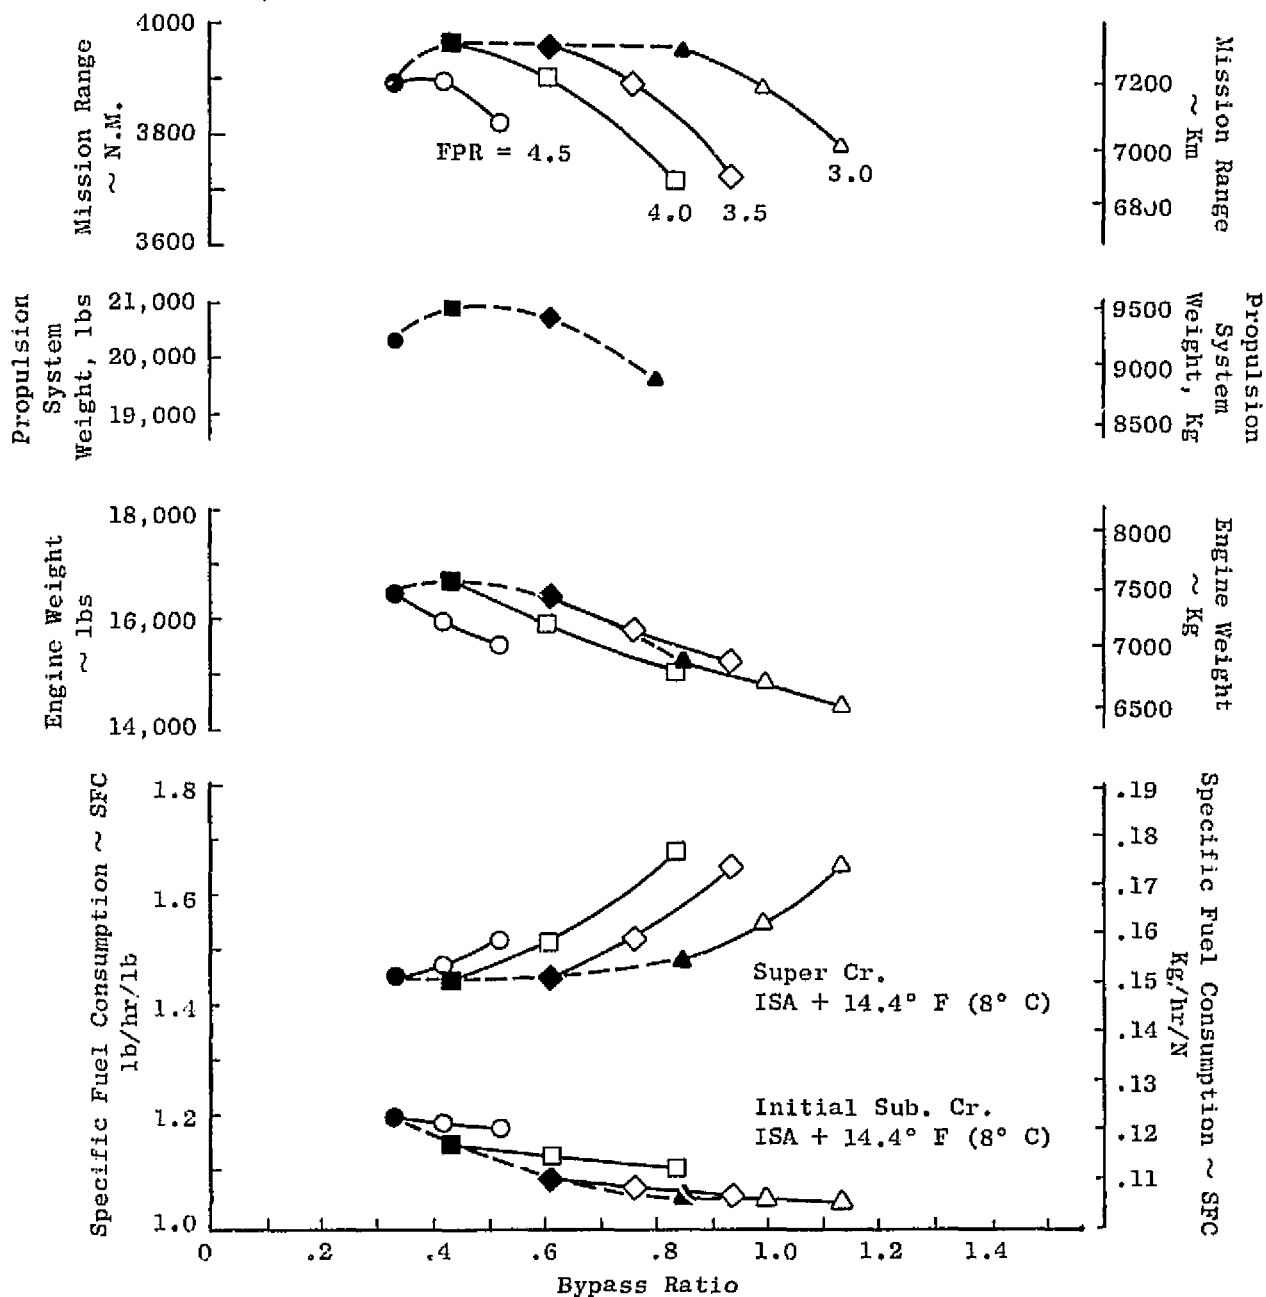 4000
3800
3600
Mission Range
~ N.M.
FPR = 4.5
4.0
3.5
3.0
7200
7000
6800
Mission Range
~ Km
21,000
20,000
19,000
Propulsion
System
Weight, lbs
9500
9000
8500
Propulsion
System
Weight, Kg
18,000
16,000
14,000
Engine Weight
~ lbs
8000
7500
7000
6500
Engine Weight
~ Kg
1.8
1.6
1.4
1.2
1.0
Specific Fuel Consumption ~ SFC
lb/hr/lb
Super Cr.
ISA + 14.4° F (8° C)
Initial Sub. Cr.
ISA + 14.4° F (8° C)
.19
.18
.17
.16
.15
.14
.13
.12
.11
Specific Fuel Consumption ~ SFC
Kg/hr/N
0 .2 .4 .6 .8 1.0 1.2 1.4
Bypass Ratio